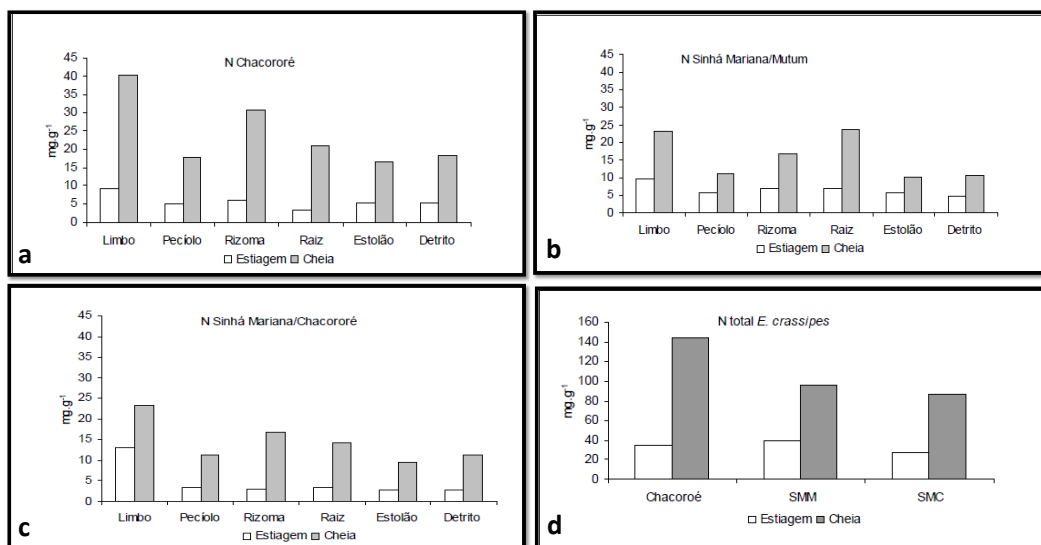 N Chacororé
45
40
35
30
25
20
15
10
5
0
mg.g-1
Limbo Pecíolo Rizoma Raiz Estolão Detrito
Estiagem Cheia
a
N Sinhá Mariana/Mutum
45
40
35
30
25
20
15
10
5
0
mg.g-1
Limbo Pecíolo Rizoma Raiz Estolão Detrito
Estiagem Cheia
b
N Sinhá Mariana/Chacororé
45
40
35
30
25
20
15
10
5
0
mg.g-1
Limbo Pecíolo Rizoma Raiz Estolão Detrito
Estiagem Cheia
c
N total E. crassipes
160
140
120
100
80
60
40
20
0
mg.g-1
Chacoroé SMM SMC
Estiagem Cheia
d